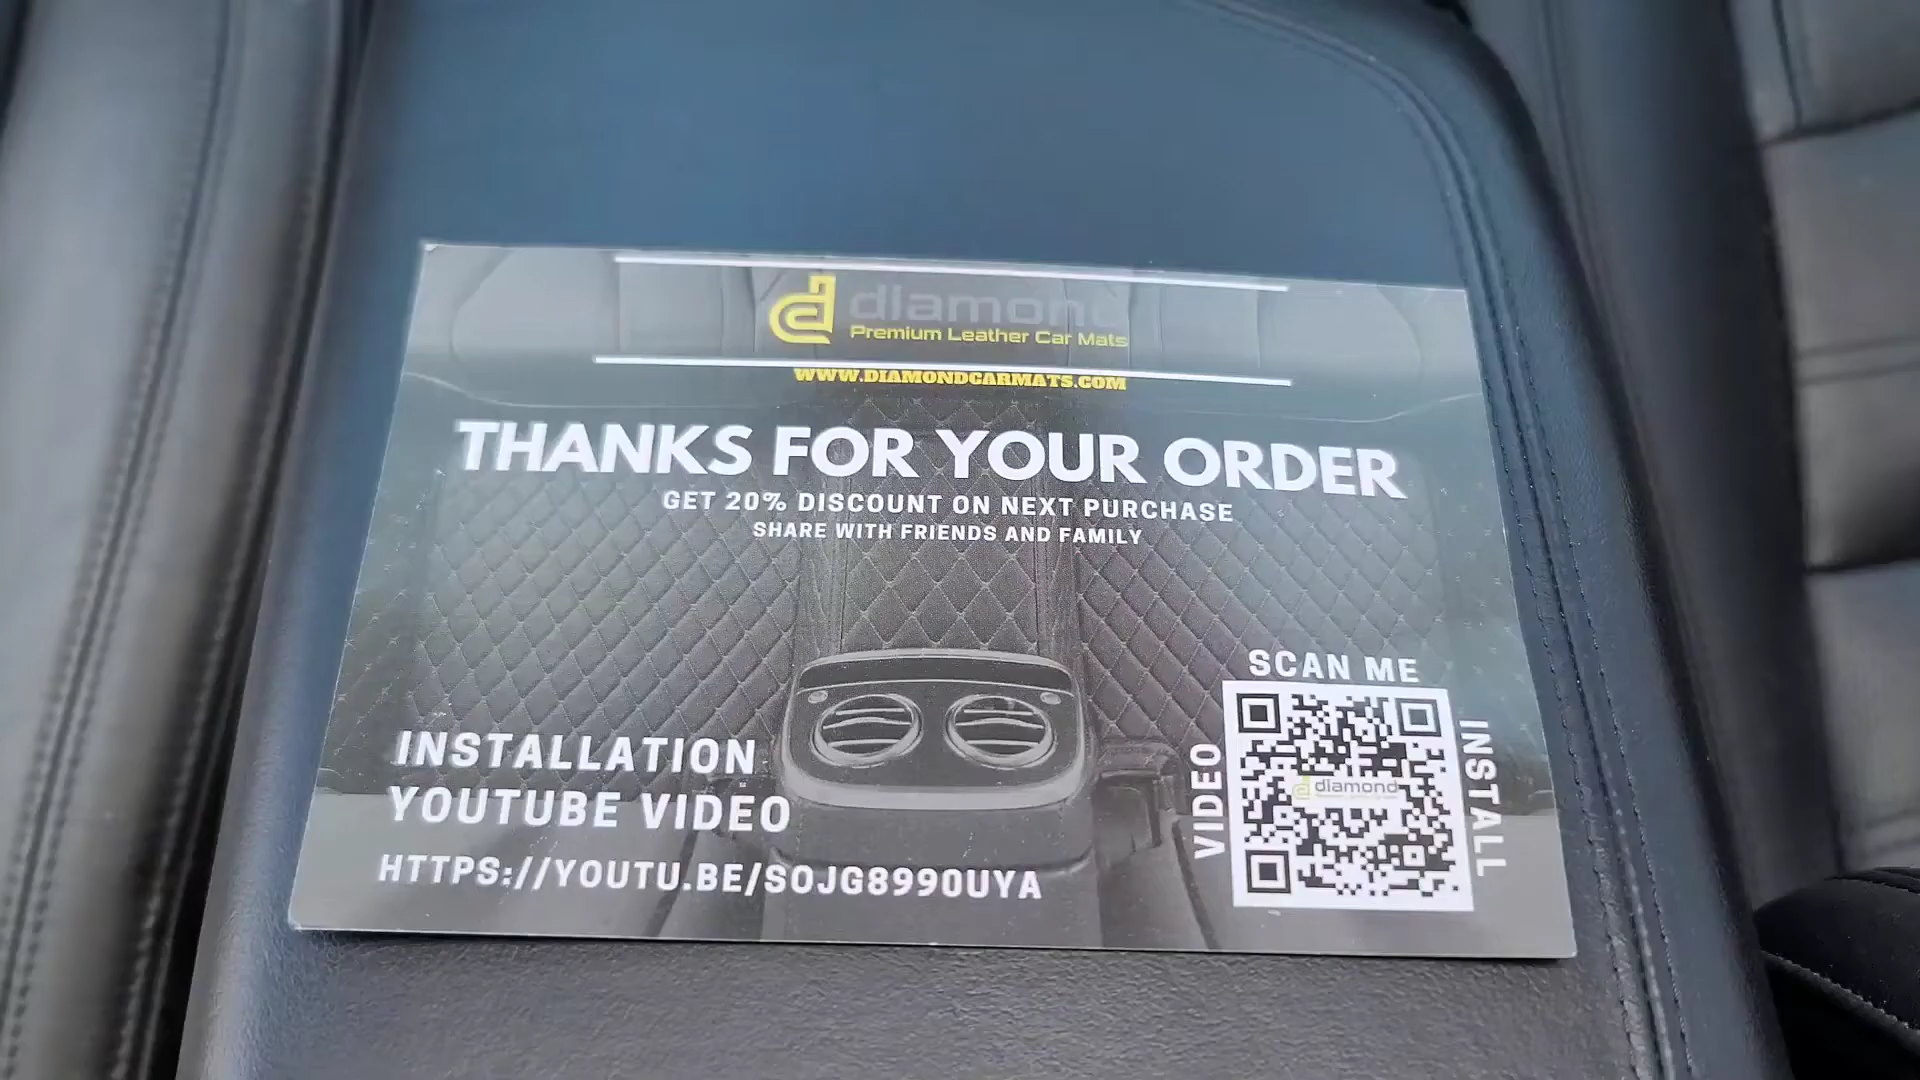 diamond
Premium Leather Car Mats
WWW.DIAMONDCARMATS.COM
THANKS FOR YOUR ORDER
GET 20% DISCOUNT ON NEXT PURCHASE
SHARE WITH FRIENDS AND FAMILY
INSTALLATION
YOUTUBE VIDEO
HTTPS://YOUTU.BE/SOJG8990UYA
SCAN ME
VIDEO
INSTALL
diamond